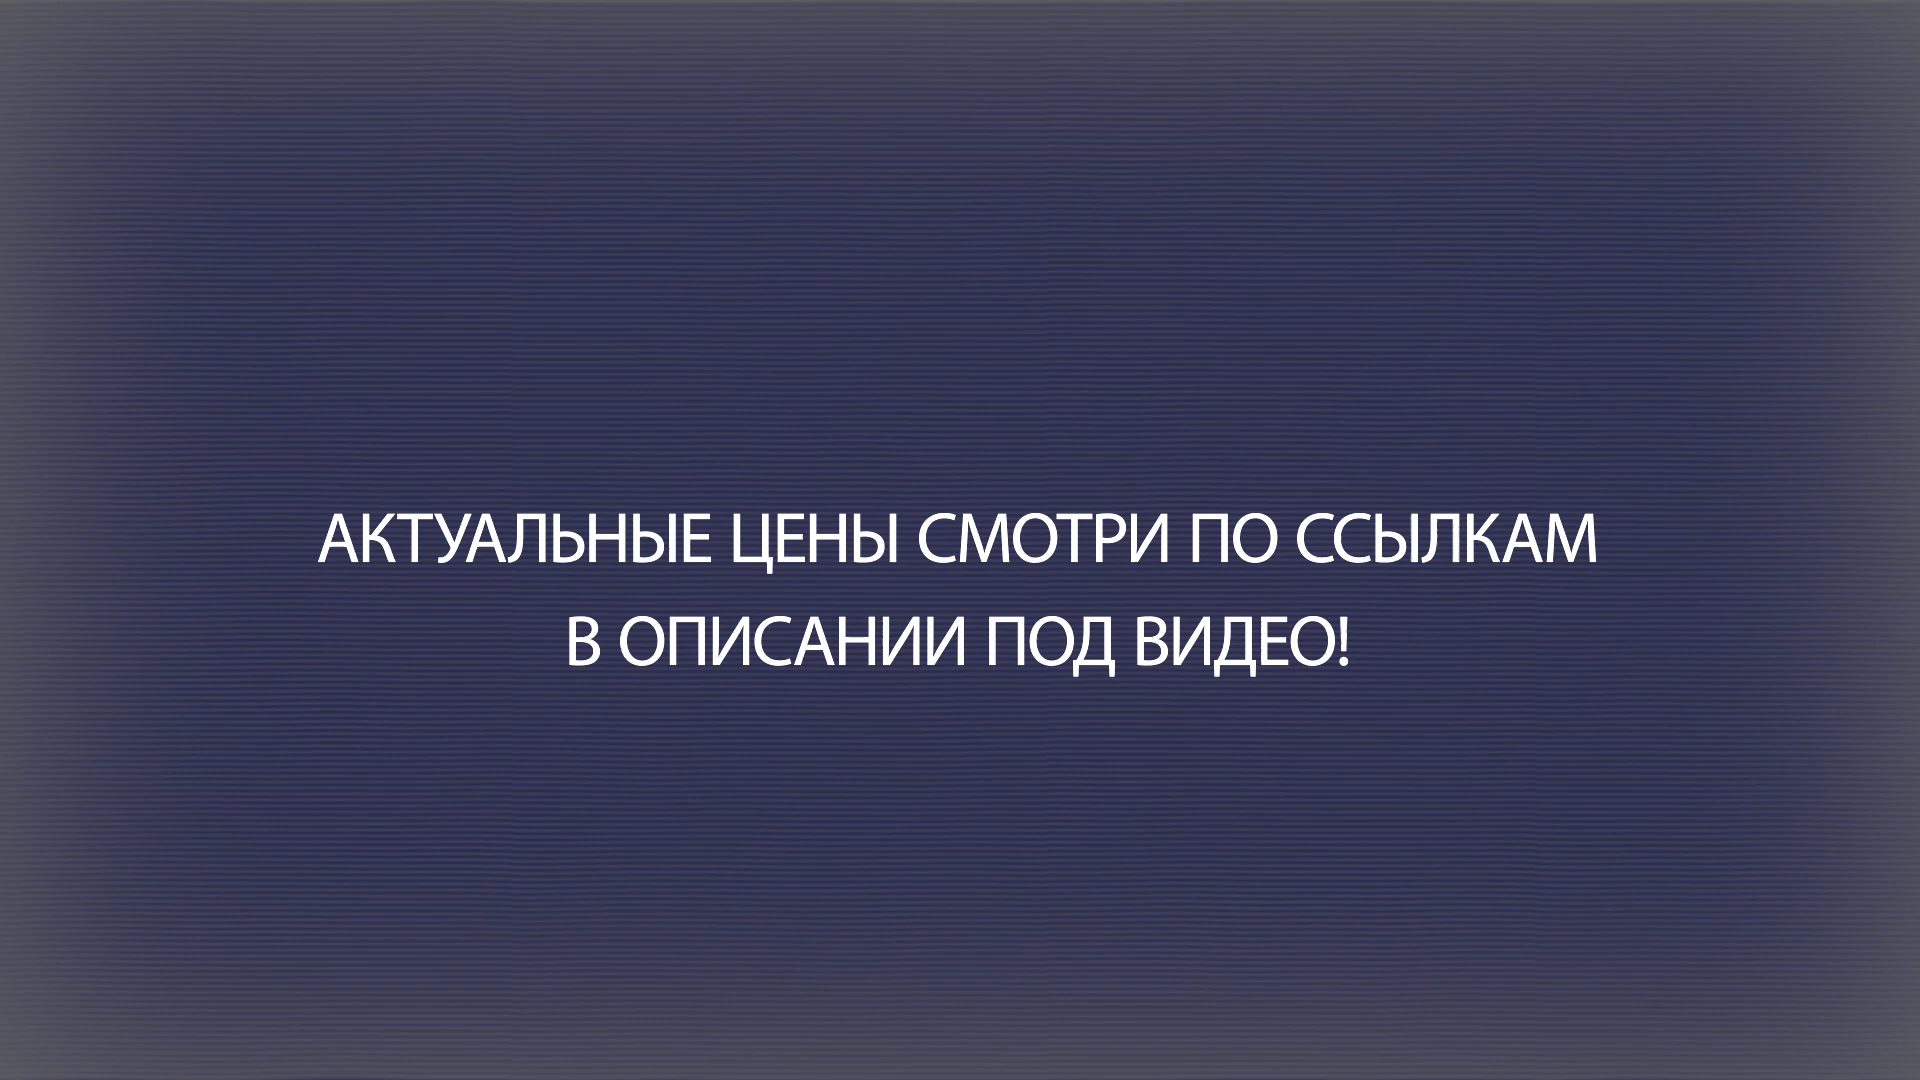 АКТУАЛЬНЫЕ ЦЕНЫ СМОТРИ ПО ССЫЛКАМ
В ОПИСАНИИ ПОД ВИДЕО!